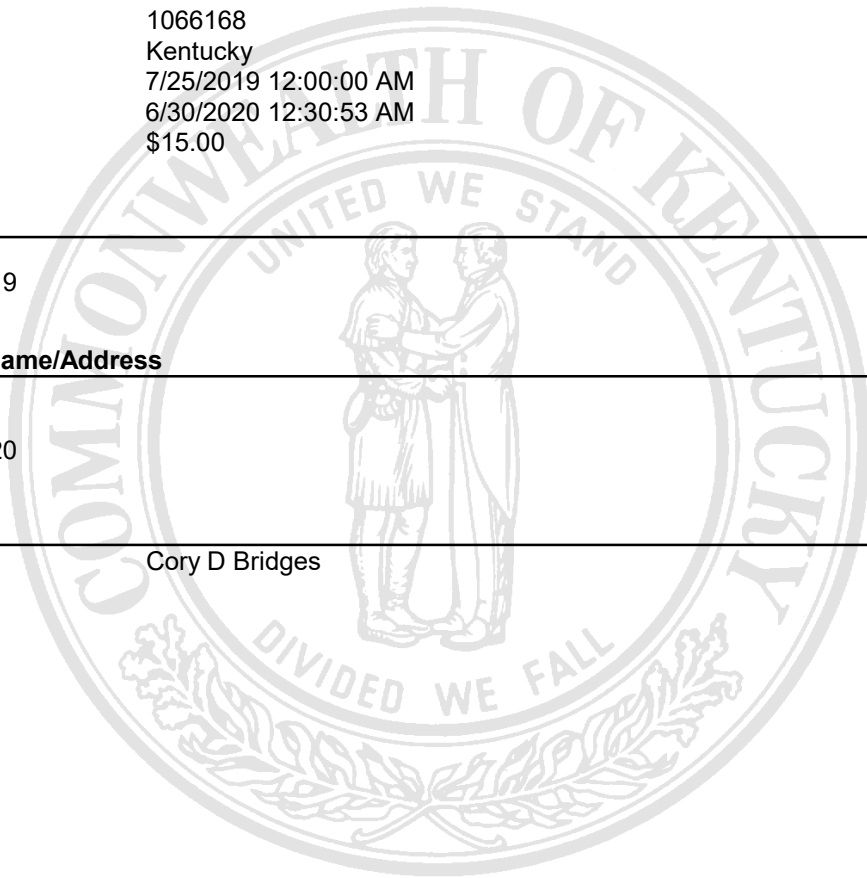 1066168
Kentucky
7/25/2019 12:00:00 AM
6/30/2020 12:30:53 AM
$15.00
COMMONWEALTH OF KENTUCKY
UNITED WE STAND
9
ame/Address
20
Cory D Bridges
DIVIDED WE FALL